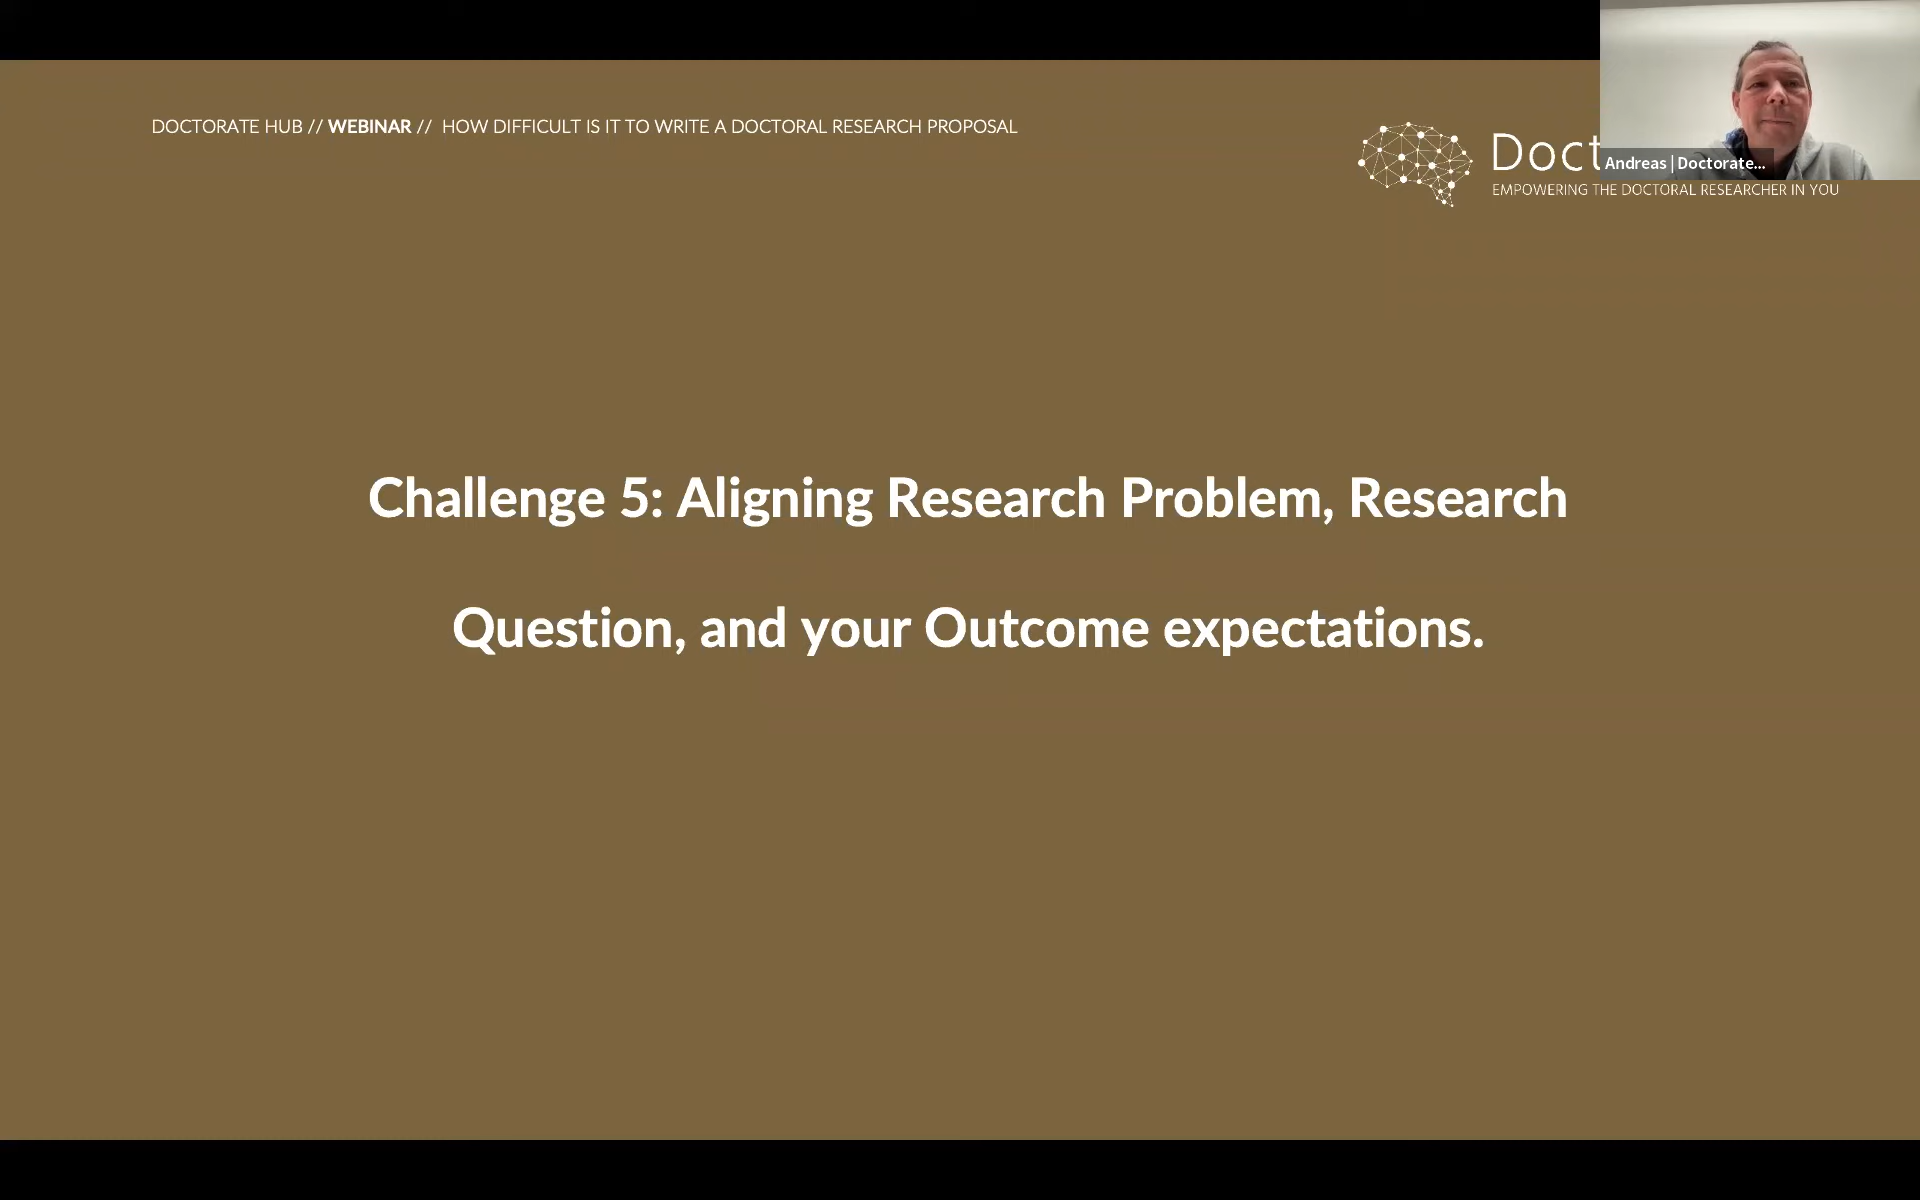 DOCTORATE HUB // WEBINAR // HOW DIFFICULT IS IT TO WRITE A DOCTORAL RESEARCH PROPOSAL
Doct
Andreas | Doctorate...
EMPOWERING THE DOCTORAL RESEARCHER IN YOU
Challenge 5: Aligning Research Problem, Research
Question, and your Outcome expectations.